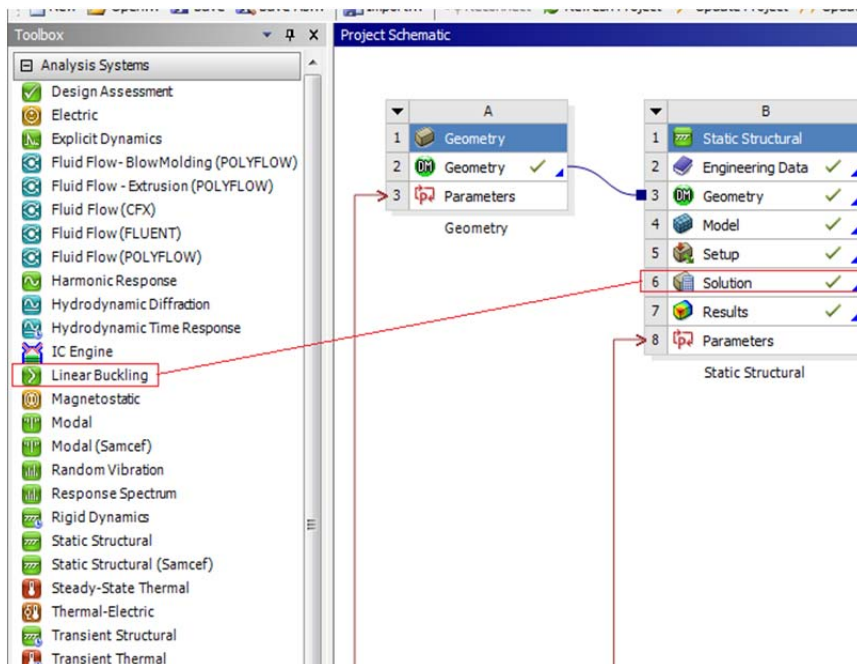 Toolbox
Analysis Systems
Design Assessment
Electric
Explicit Dynamics
Fluid Flow- BlowMolding (POLYFLOW)
Fluid Flow - Extrusion (POLYFLOW)
Fluid Flow (CFX)
Fluid Flow (FLUENT)
Fluid Flow (POLYFLOW)
Harmonic Response
Hydrodynamic Diffraction
Hydrodynamic Time Response
IC Engine
Linear Buckling
Magnetostatic
Modal
Modal (Samcef)
Random Vibration
Response Spectrum
Rigid Dynamics
Static Structural
Static Structural (Samcef)
Steady-State Thermal
Thermal-Electric
Transient Structural
Transient Thermal
Project Schematic
A
1 Geometry
2 DM Geometry
3 Parameters
Geometry
B
1 Static Structural
2 Engineering Data
3 DM Geometry
4 Model
5 Setup
6 Solution
7 Results
8 Parameters
Static Structural